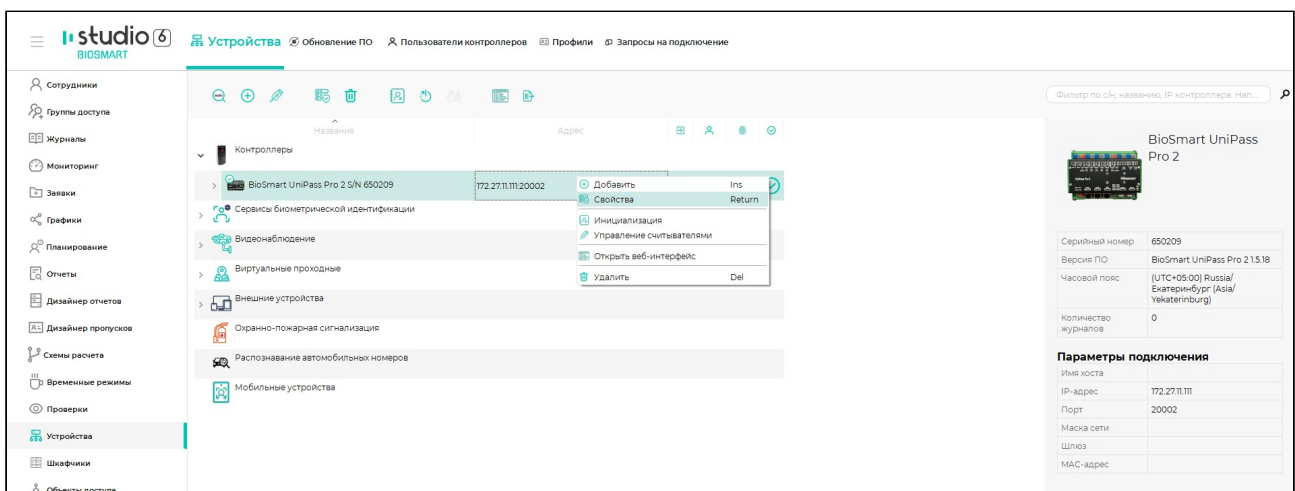 studio 6
BIOSMART
Устройства Обновление ПО Пользователи контроллеров Профили Запросы на подключение
Сотрудники
Группы доступа
Журналы
Мониторинг
Заявки
Графики
Планирование
Отчеты
Дизайнер отчетов
Дизайнер пропусков
Схемы расчета
Временные режимы
Проверки
Устройства
Шкафчики
Объекты доступа
Фильтр по с/н, названию, IP контроллера. Нап...
Название Адрес
Контроллеры
BioSmart UniPass Pro 2 S/N 650209 172.27.11.111:20002
Сервисы биометрической идентификации
Видеонаблюдение
Виртуальные проходные
Внешние устройства
Охранно-пожарная сигнализация
Распознавание автомобильных номеров
Мобильные устройства
Добавить Ins
Свойства Return
Инициализация
Управление считывателями
Открыть веб-интерфейс
Удалить Del
BioSmart UniPass
Pro 2
Серийный номер 650209
Версия ПО BioSmart UniPass Pro 2 1.5.18
Часовой пояс (UTC+05:00) Russia/
Екатеринбург (Asia/
Yekaterinburg)
Количество 0
журналов
Параметры подключения
Имя хоста
IP-адрес 172.27.11.111
Порт 20002
Маска сети
Шлюз
MAC-адрес